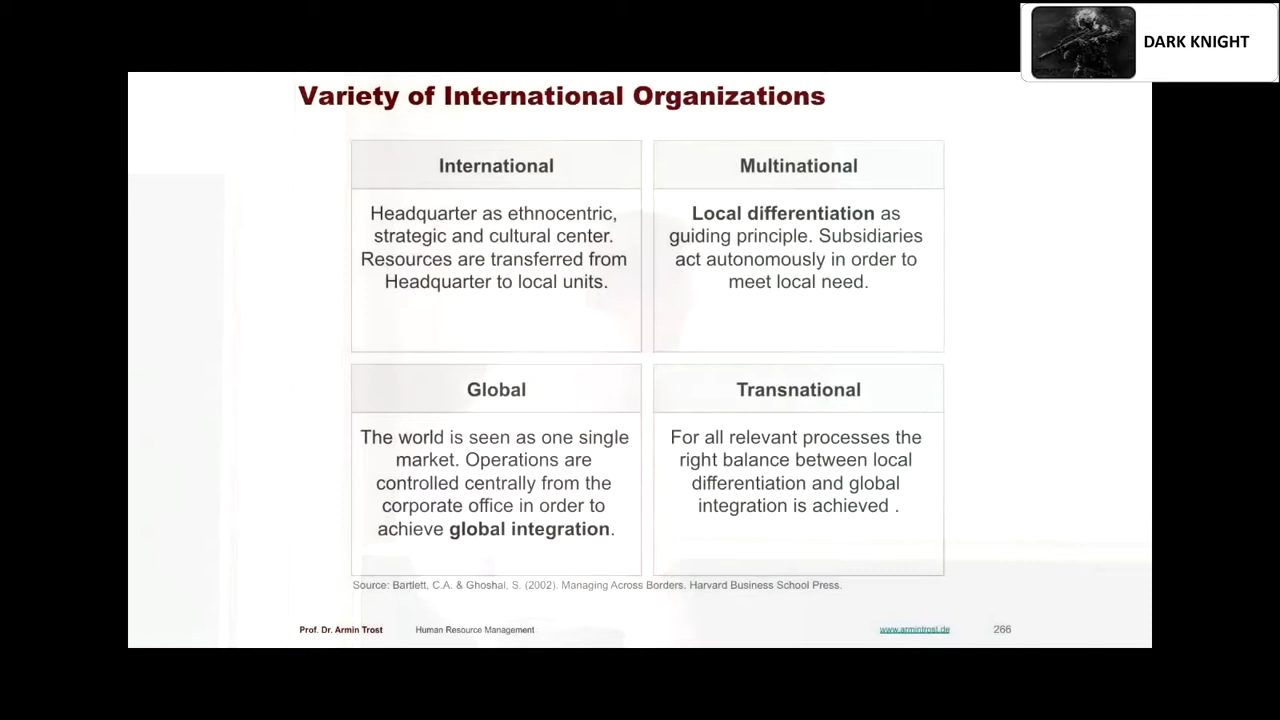 DARK KNIGHT
Variety of International Organizations
International
Headquarter as ethnocentric,
strategic and cultural center.
Resources are transferred from
Headquarter to local units.
Multinational
Local differentiation as
guiding principle. Subsidiaries
act autonomously in order to
meet local need.
Global
The world is seen as one single
market. Operations are
controlled centrally from the
corporate office in order to
achieve global integration.
Transnational
For all relevant processes the
right balance between local
differentiation and global
integration is achieved .
Source: Bartlett, C.A. & Ghoshal, S. (2002). Managing Across Borders. Harvard Business School Press.
Prof. Dr. Armin Trost
Human Resource Management
www.armintrost.de
266